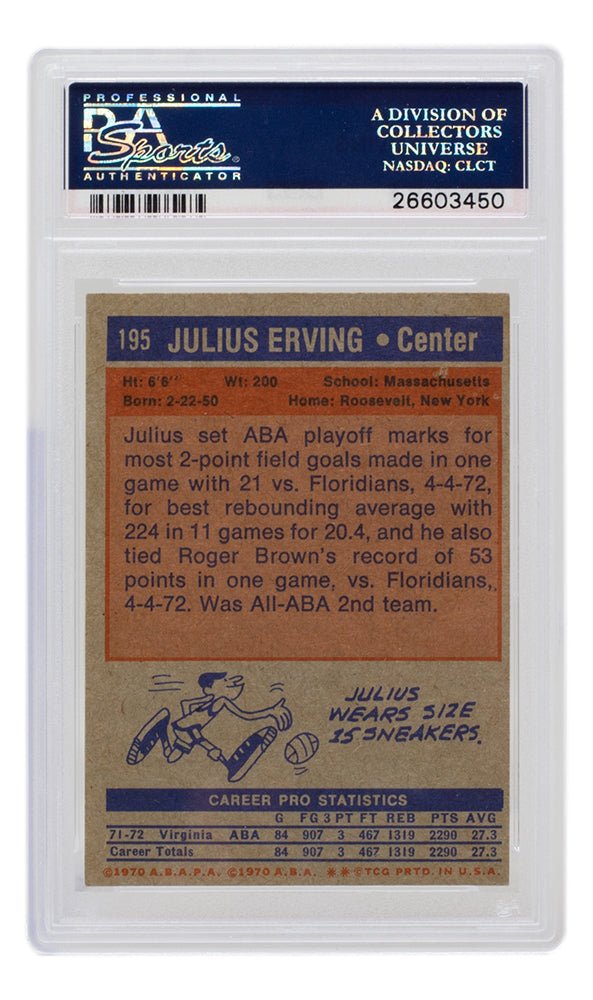 PROFESSIONAL
PSA
Sports®
AUTHENTICATOR
A DIVISION OF
COLLECTORS
UNIVERSE
NASDAQ: CLCT
26603450
195 JULIUS ERVING • Center
Ht: 6'6" Wt: 200 School: Massachusetts
Born: 2-22-50 Home: Roosevelt, New York
Julius set ABA playoff marks for
most 2-point field goals made in one
game with 21 vs. Floridians, 4-4-72,
for best rebounding average with
224 in 11 games for 20.4, and he also
tied Roger Brown's record of 53
points in one game, vs. Floridians,
4-4-72. Was All-ABA 2nd team.
JULIUS
WEARS SIZE
15 SNEAKERS.
CAREER PRO STATISTICS
G FG 3 PT FT REB PTS AVG
71-72 Virginia ABA 84 907 3 467 1319 2290 27.3
Career Totals 84 907 3 467 1319 2290 27.3
©1970 A.B.A.P.A. ©1970 A.B.A. ** ©TCG PRTD. IN U.S.A.